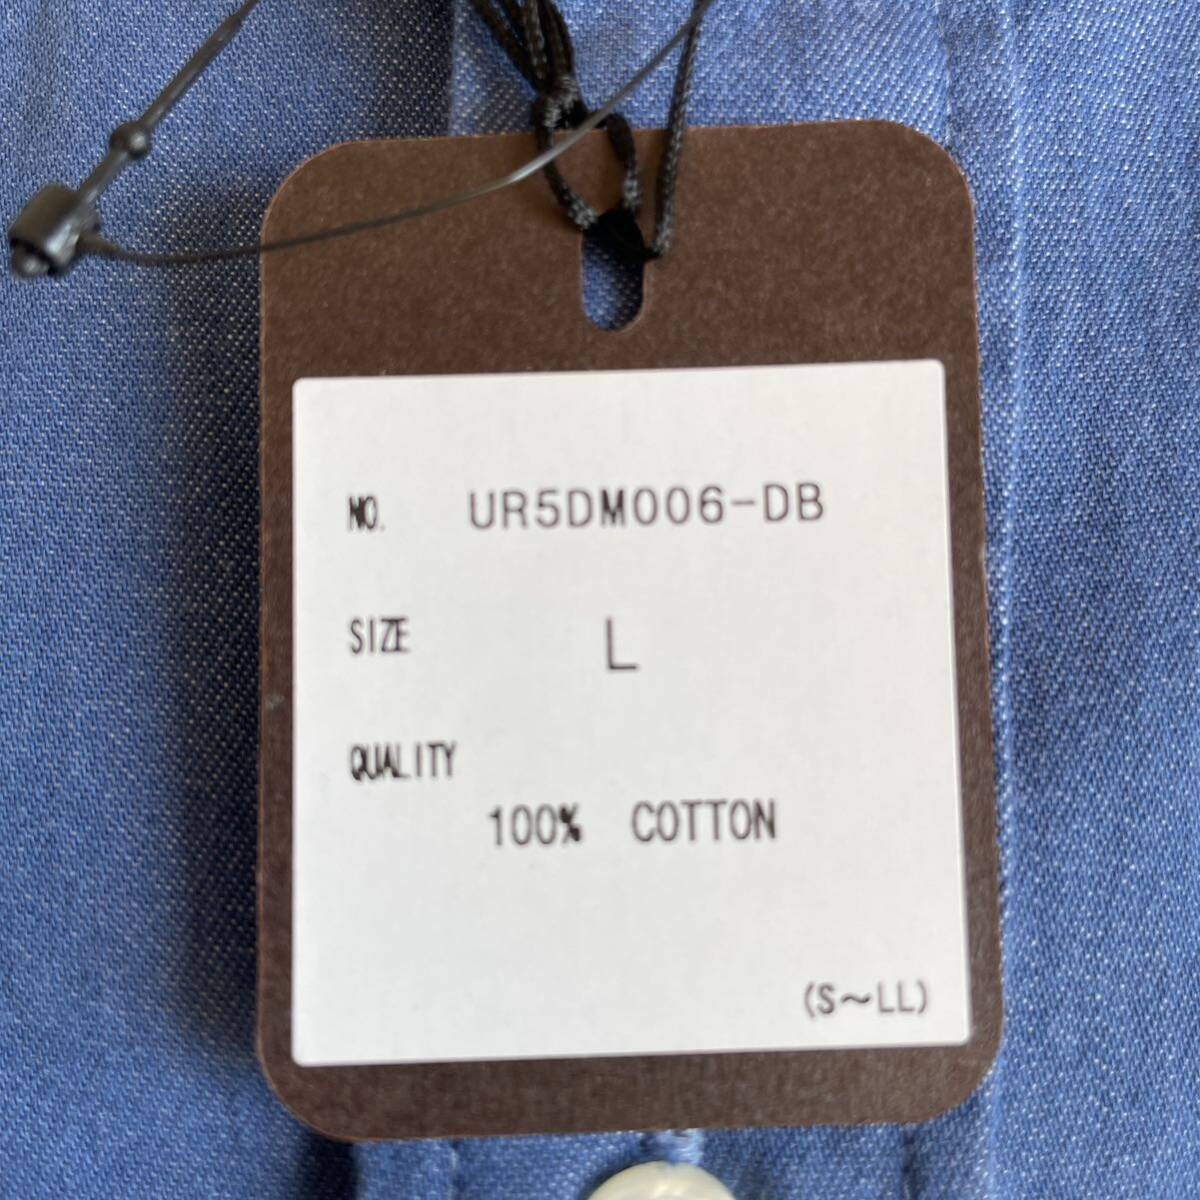 NO. UR5DM006-DB
SIZE L
QUALITY
100% COTTON
(S〜LL)